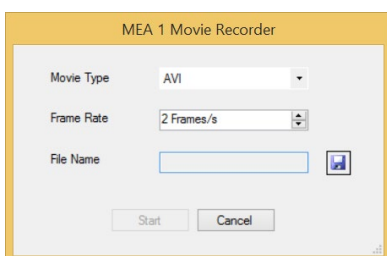 MEA 1 Movie Recorder
Movie Type AVI
Frame Rate 2 Frames/s
File Name
Start Cancel